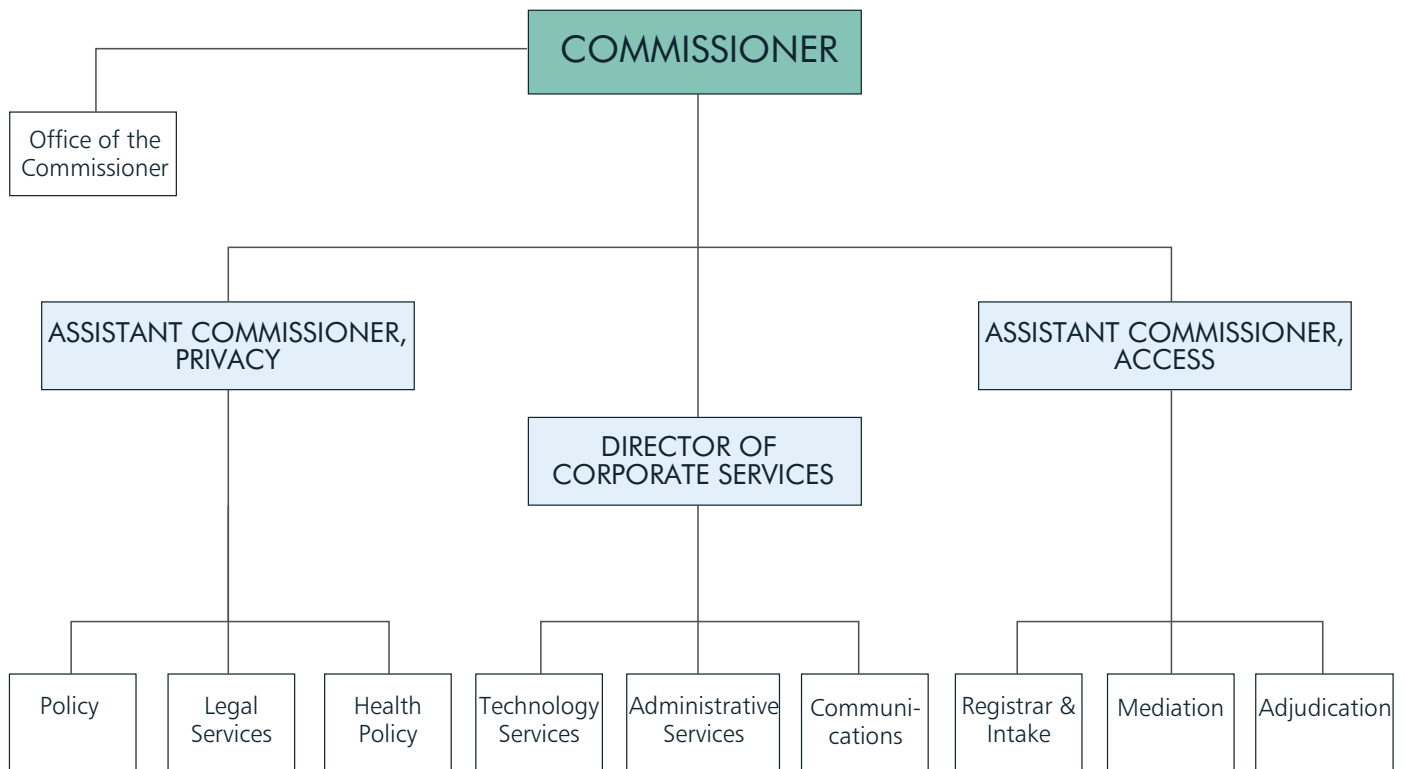 COMMISSIONER
Office of the
Commissioner
ASSISTANT COMMISSIONER,
PRIVACY
ASSISTANT COMMISSIONER,
ACCESS
DIRECTOR OF
CORPORATE SERVICES
Policy
Legal
Services
Health
Policy
Technology
Services
Administrative
Services
Communi-
cations
Registrar &
Intake
Mediation
Adjudication